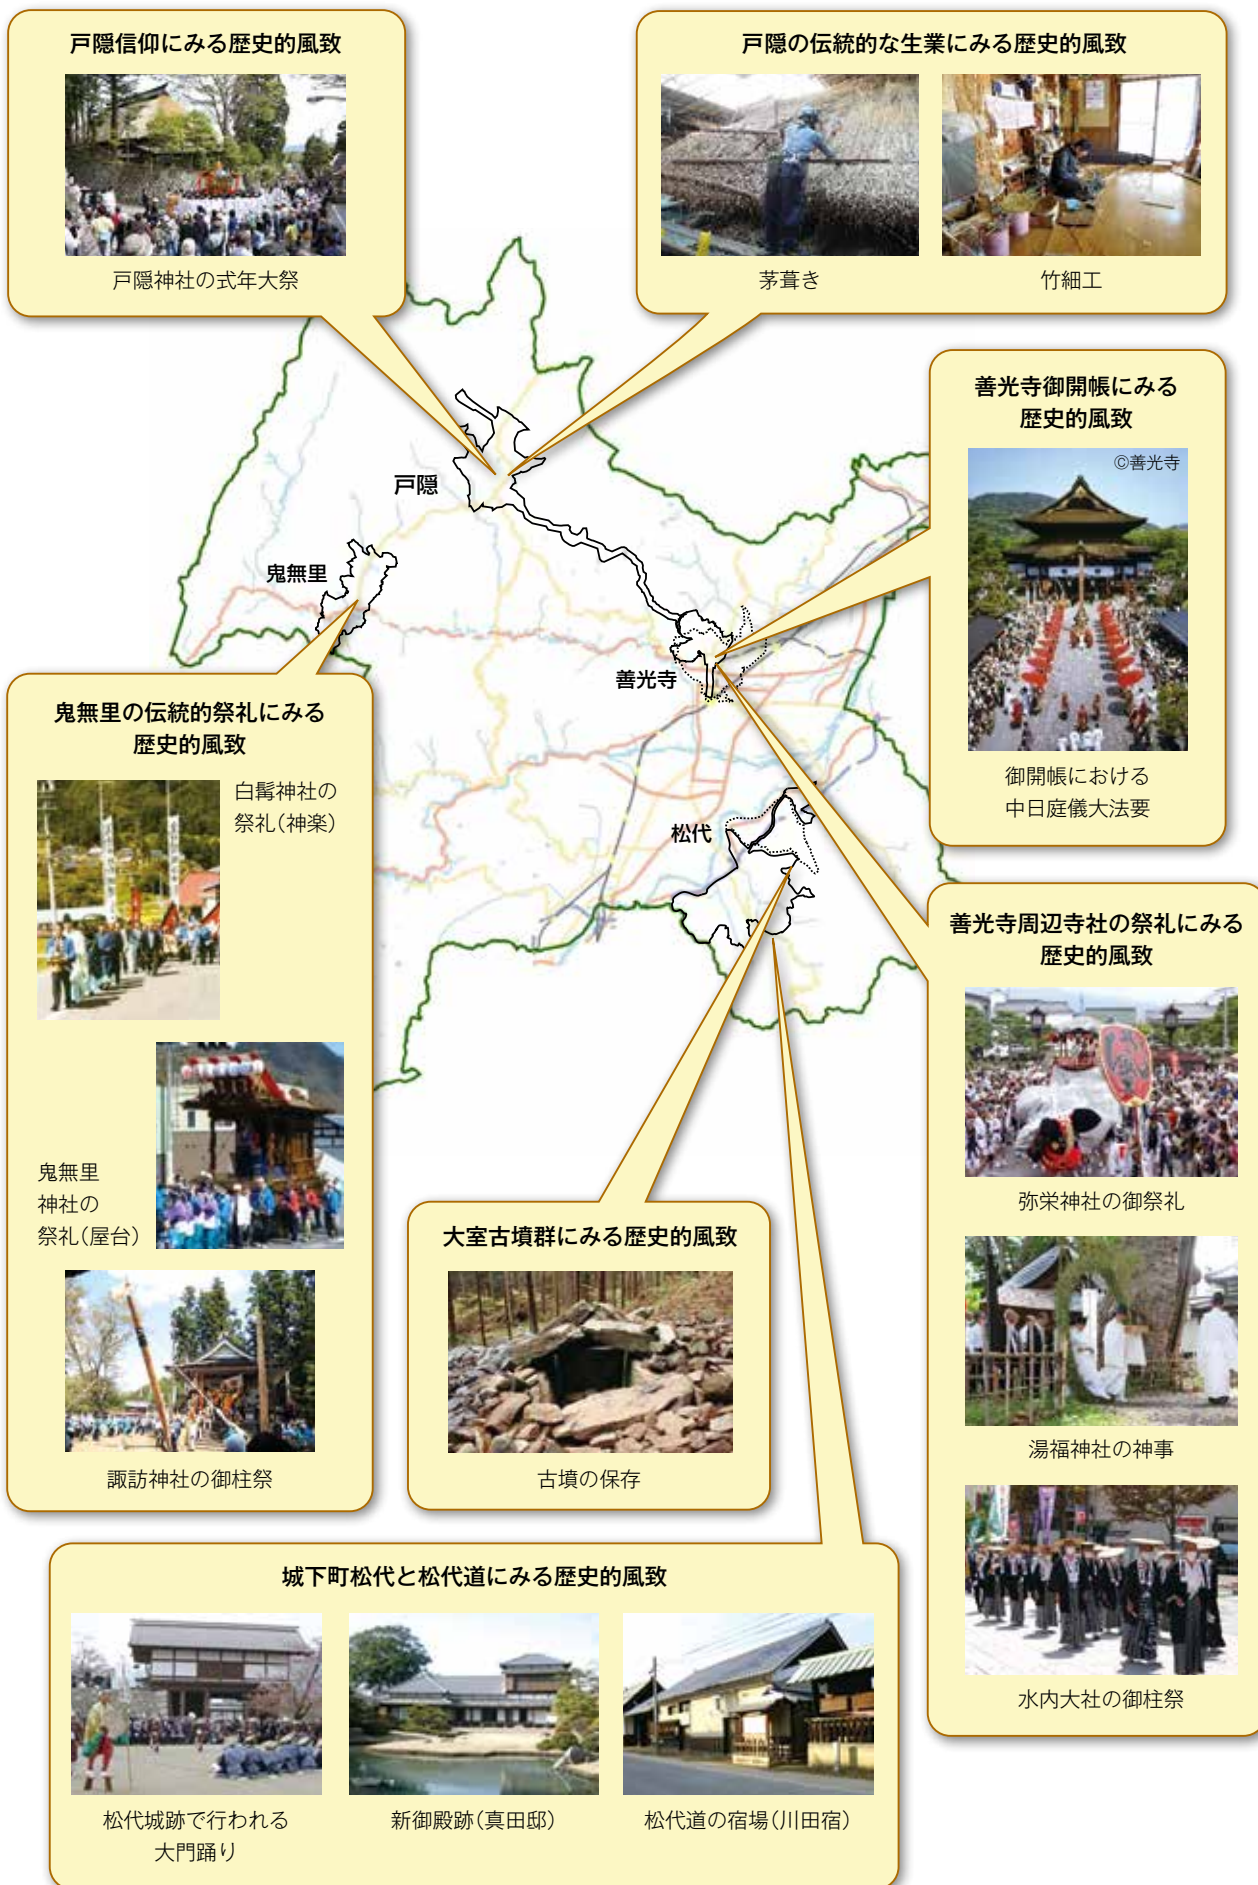 戸隠信仰にみる歴史的風致
戸隠神社の式年大祭
戸隠の伝統的な生業にみる歴史的風致
茅葺き
竹細工
善光寺御開帳にみる
歴史的風致
©善光寺
御開帳における
中日庭儀大法要
戸隠
鬼無里
善光寺
松代
鬼無里の伝統的祭礼にみる
歴史的風致
白髯神社の
祭礼（神楽）
鬼無里
神社の
祭礼（屋台）
諏訪神社の御柱祭
善光寺周辺寺社の祭礼にみる
歴史的風致
弥栄神社の御祭礼
湯福神社の神事
水内大社の御柱祭
大室古墳群にみる歴史的風致
古墳の保存
城下町松代と松代道にみる歴史的風致
松代城跡で行われる
大門踊り
新御殿跡（真田邸）
松代道の宿場（川田宿）